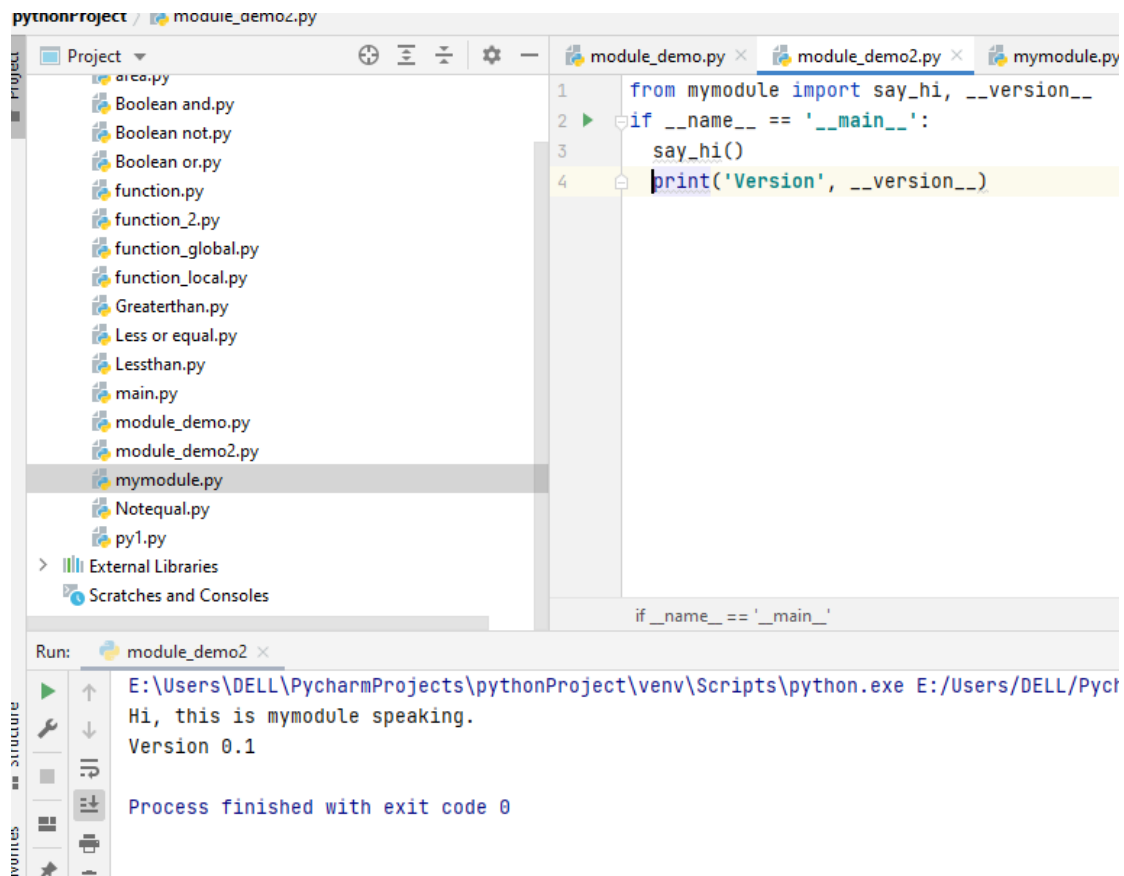 pythonProject / module_demo2.py
Project
Project
module_demo.py
module_demo2.py
mymodule.py
area.py
Boolean and.py
Boolean not.py
Boolean or.py
function.py
function_2.py
function_global.py
function_local.py
Greaterthan.py
Less or equal.py
Lessthan.py
main.py
module_demo.py
module_demo2.py
mymodule.py
Notequal.py
py1.py
External Libraries
Scratches and Consoles
1 from mymodule import say_hi, __version__
2 if __name__ == '__main__':
3 say_hi()
4 print('Version', __version__)
if __name__ == '__main__'
Run: module_demo2
E:\Users\DELL\PycharmProjects\pythonProject\venv\Scripts\python.exe E:/Users/DELL/Pych
Hi, this is mymodule speaking.
Version 0.1
Process finished with exit code 0
Structure